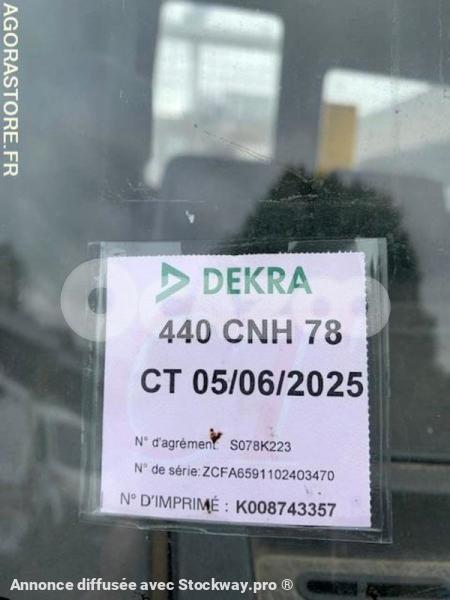 AGORASTORE.FR
DEKRA
440 CNH 78
CT 05/06/2025
N° d'agrément: S078K223
N° de série: ZCFA6591102403470
N° D'IMPRIMÉ : K008743357
Annonce diffusée avec Stockway.pro ®